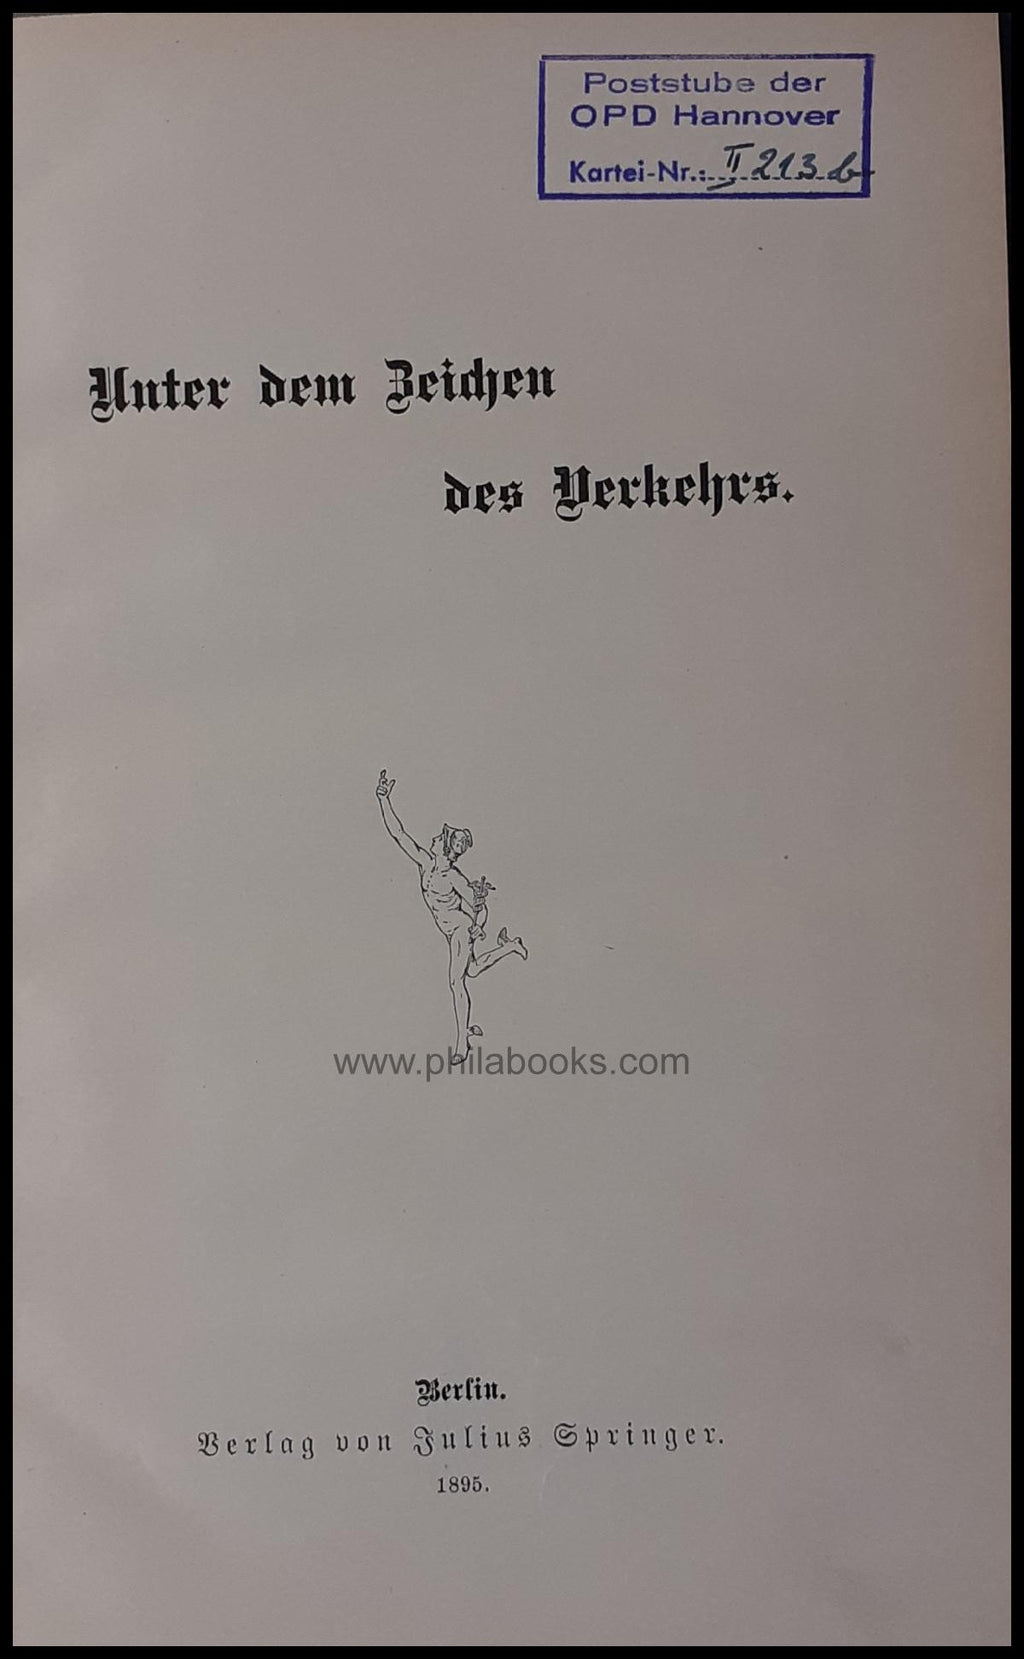 Poststube der
OPD Hannover
Kartei-Nr.: II 213 b
Unter dem Zeichen
des Verkehrs.
www.philabooks.com
Berlin.
Verlag von Julius Springer.
1895.